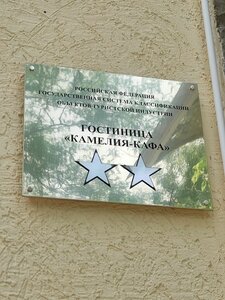 РОССИЙСКАЯ ФЕДЕРАЦИЯ
ГОСУДАРСТВЕННАЯ СИСТЕМА КЛАССИФИКАЦИИ
ОБЪЕКТОВ ТУРИСТСКОЙ ИНДУСТРИИ
ГОСТИНИЦА
«КАМЕЛИЯ-КАФА»